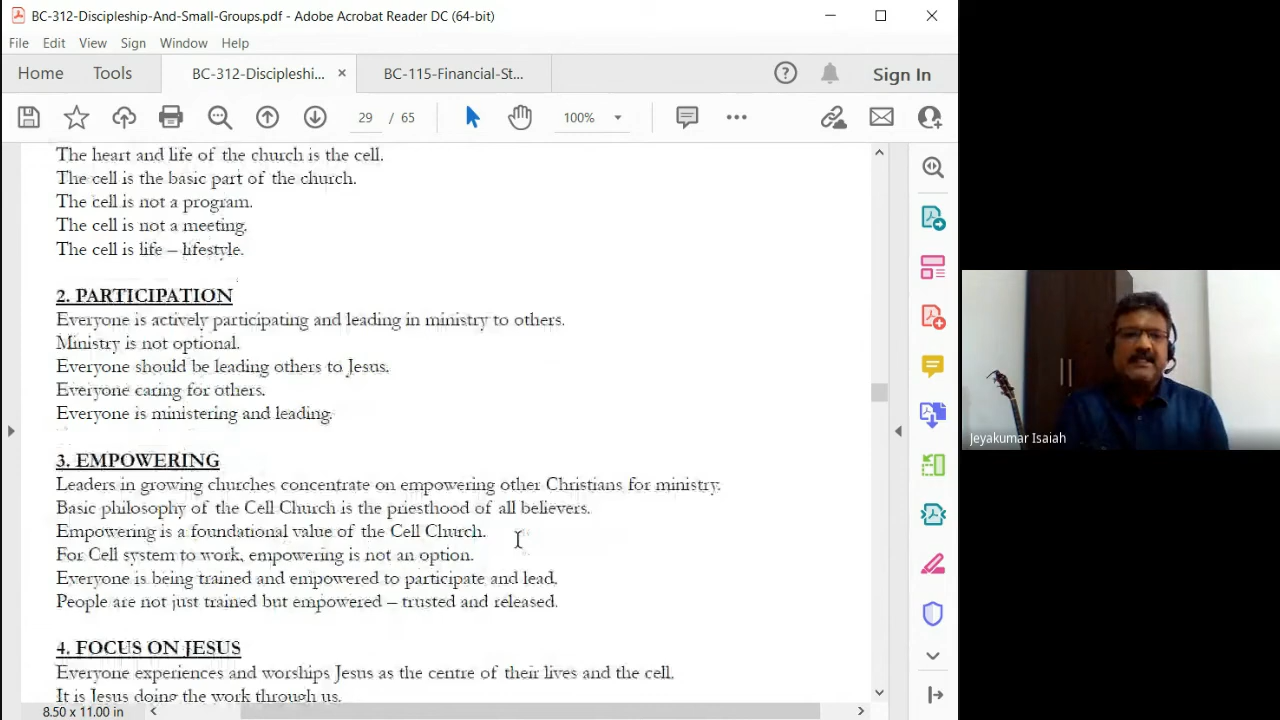 BC-312-Discipleship-And-Small-Groups.pdf - Adobe Acrobat Reader DC (64-bit)
File Edit View Sign Window Help
Home Tools BC-312-Discipleshi... × BC-115-Financial-St... ? Sign In
29 / 65 100%
The heart and life of the church is the cell.
The cell is the basic part of the church.
The cell is not a program.
The cell is not a meeting.
The cell is life – lifestyle.
2. PARTICIPATION
Everyone is actively participating and leading in ministry to others.
Ministry is not optional.
Everyone should be leading others to Jesus.
Everyone caring for others.
Everyone is ministering and leading.
3. EMPOWERING
Leaders in growing churches concentrate on empowering other Christians for ministry.
Basic philosophy of the Cell Church is the priesthood of all believers.
Empowering is a foundational value of the Cell Church.
For Cell system to work, empowering is not an option.
Everyone is being trained and empowered to participate and lead.
People are not just trained but empowered – trusted and released.
4. FOCUS ON JESUS
Everyone experiences and worships Jesus as the centre of their lives and the cell.
It is Jesus doing the work through us.
8.50 x 11.00 in
Jeyakumar Isaiah